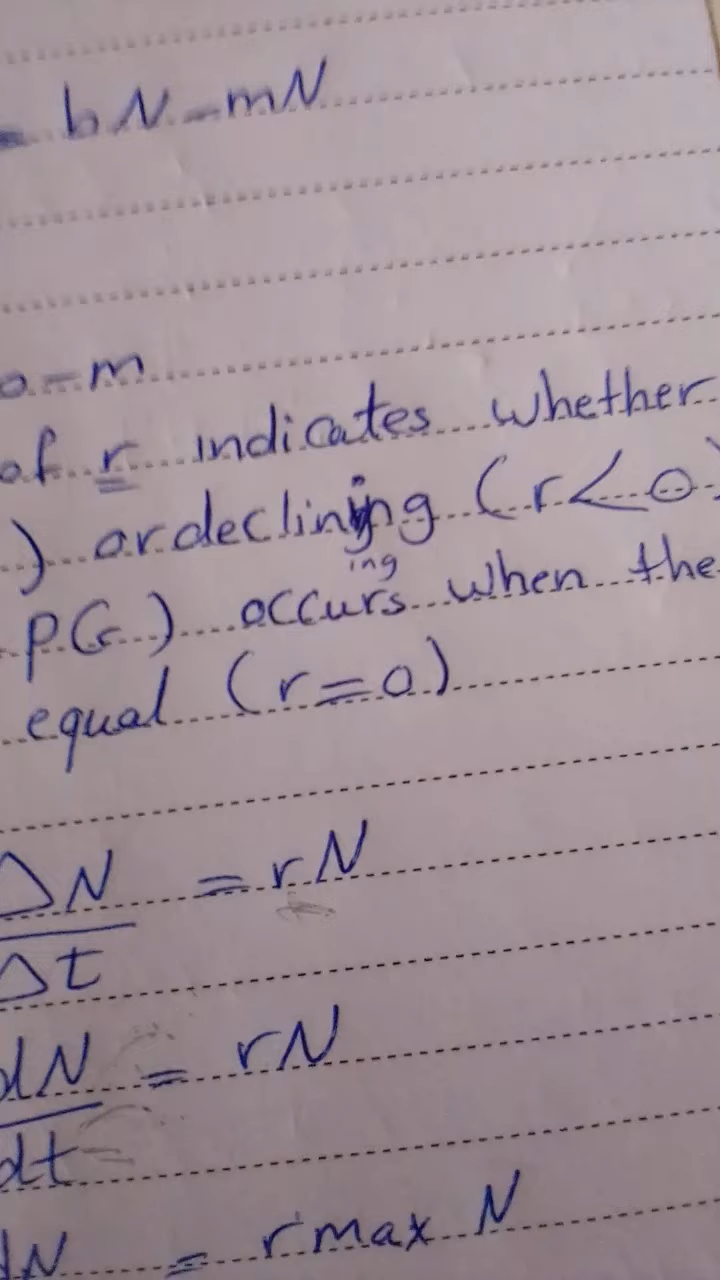 = bN - mN
- m
of r indicates whether
) or declining (r<0)
ing
P(G.) occurs when the
equal (r=0)
ΔN = rN
Δt
dN = rN
dt
dN = rmax N